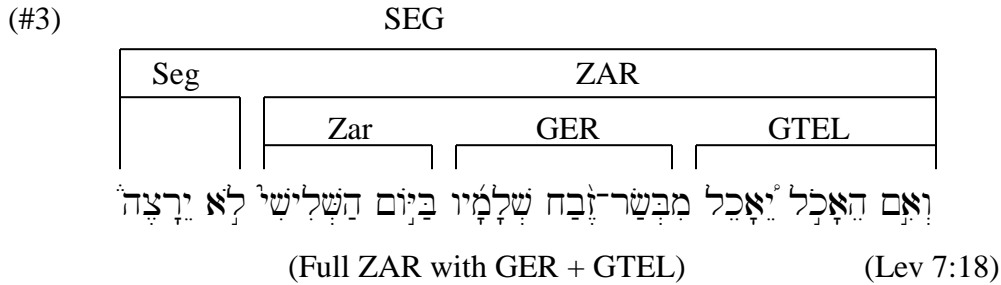 (#3) SEG
Seg ZAR
Zar GER GTEL
וְאִ֣ם הֵאָכֹ֣ל יֵ֠אָכֵל מִבְּשַׂר־זֶ֨בַח שְׁלָמָ֜יו בַּיּ֣וֹם הַשְּׁלִישִׁי֮ לֹ֣א יֵרָצֶה֒
(Full ZAR with GER + GTEL) (Lev 7:18)